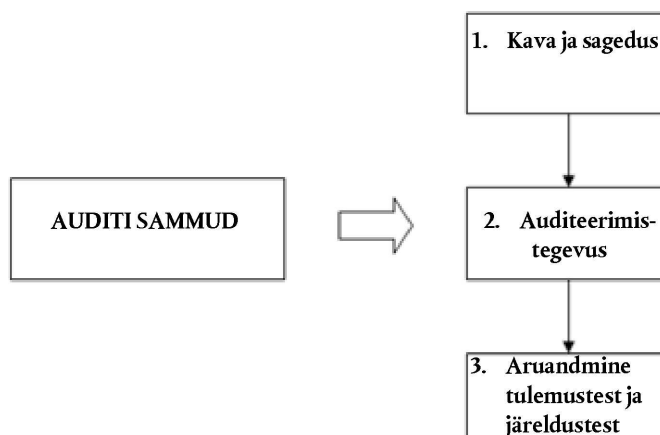 AUDITI SAMMUD
1. Kava ja sagedus
2. Auditeerimis-
tegevus
3. Aruandmine
tulemustest ja
järeldustest